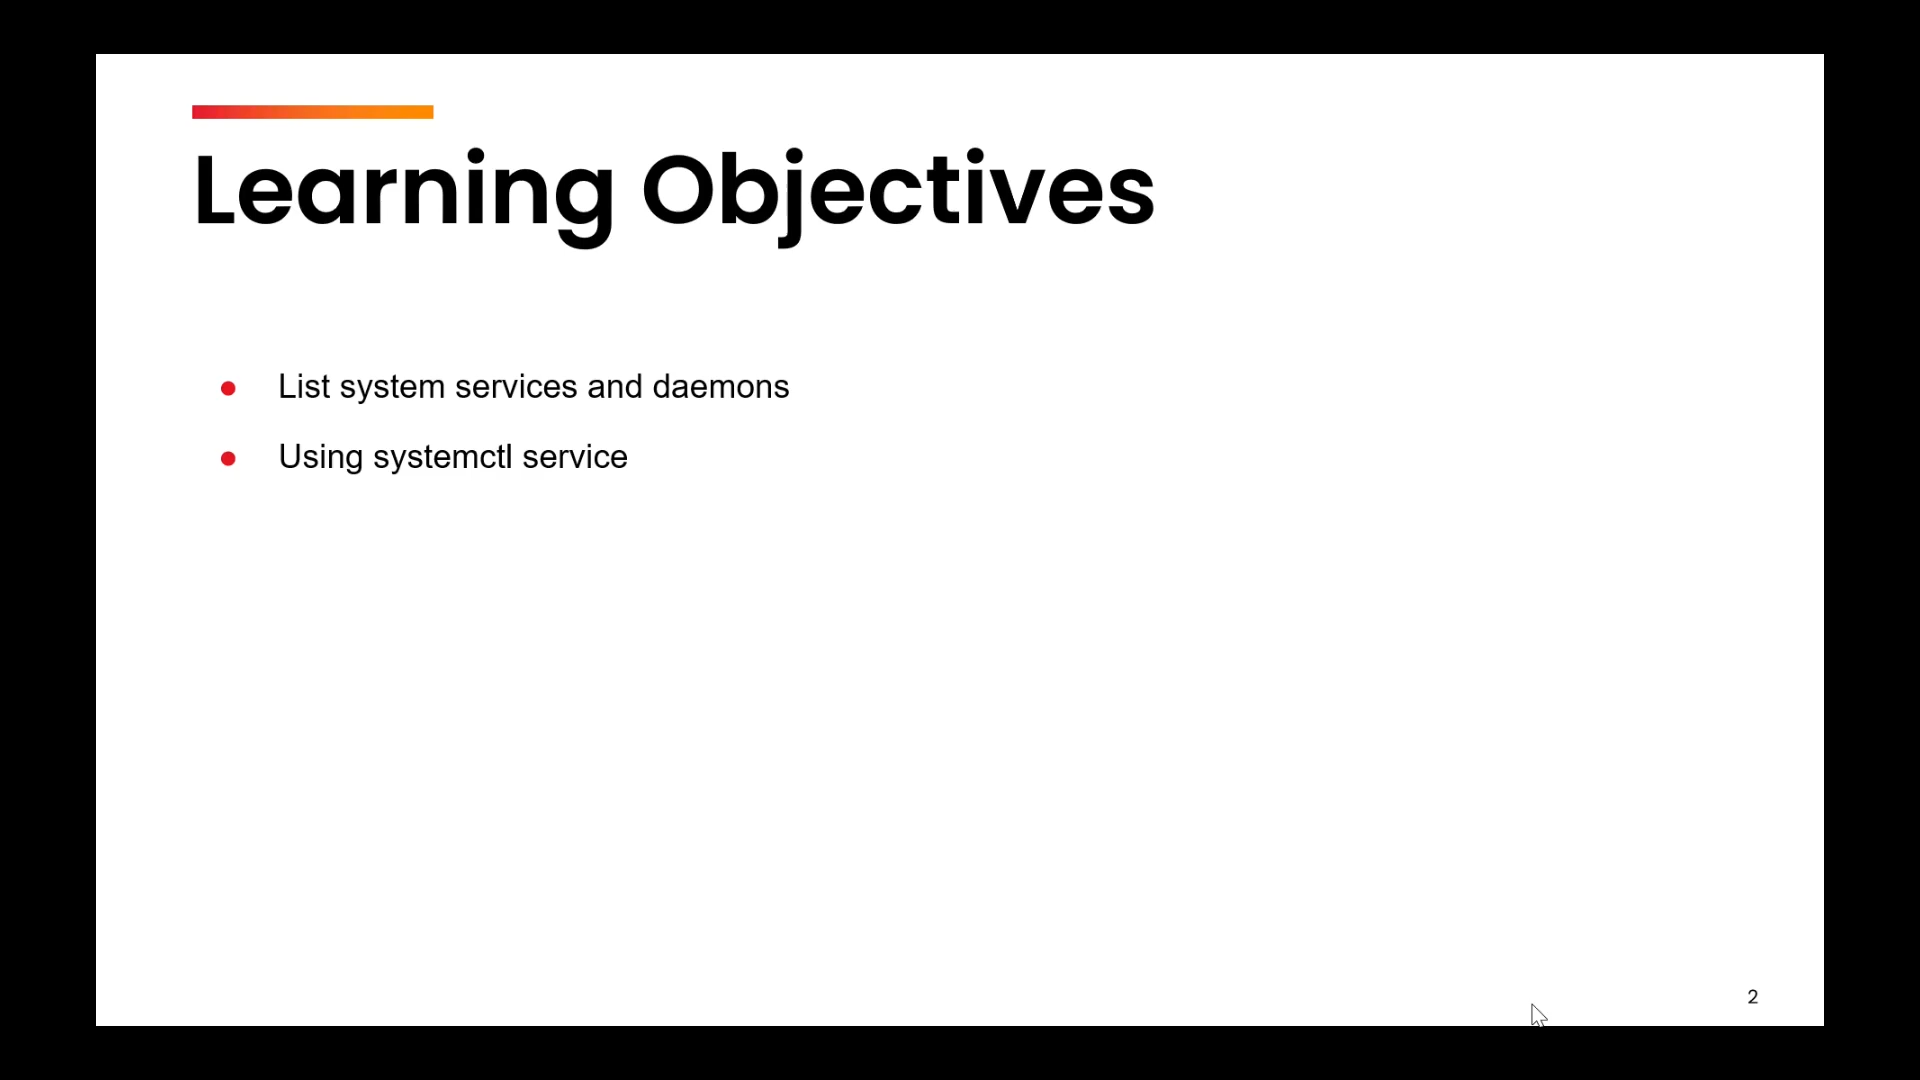 Learning Objectives
● List system services and daemons
● Using systemctl service
2